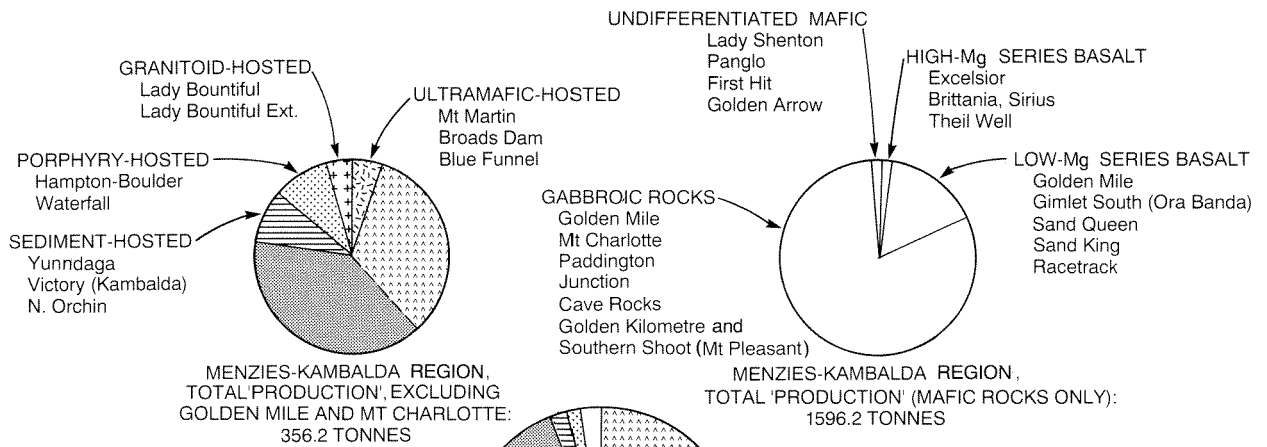 GRANITOID-HOSTED
Lady Bountiful
Lady Bountiful Ext.
ULTRAMAFIC-HOSTED
Mt Martin
Broads Dam
Blue Funnel
PORPHYRY-HOSTED
Hampton-Boulder
Waterfall
SEDIMENT-HOSTED
Yunndaga
Victory (Kambalda)
N. Orchin
MENZIES-KAMBALDA REGION,
TOTAL'PRODUCTION', EXCLUDING
GOLDEN MILE AND MT CHARLOTTE:
356.2 TONNES
UNDIFFERENTIATED MAFIC
Lady Shenton
Panglo
First Hit
Golden Arrow
HIGH-Mg SERIES BASALT
Excelsior
Brittania, Sirius
Theil Well
LOW-Mg SERIES BASALT
Golden Mile
Gimlet South (Ora Banda)
Sand Queen
Sand King
Racetrack
GABBROIC ROCKS
Golden Mile
Mt Charlotte
Paddington
Junction
Cave Rocks
Golden Kilometre and
Southern Shoot (Mt Pleasant)
MENZIES-KAMBALDA REGION,
TOTAL 'PRODUCTION' (MAFIC ROCKS ONLY):
1596.2 TONNES